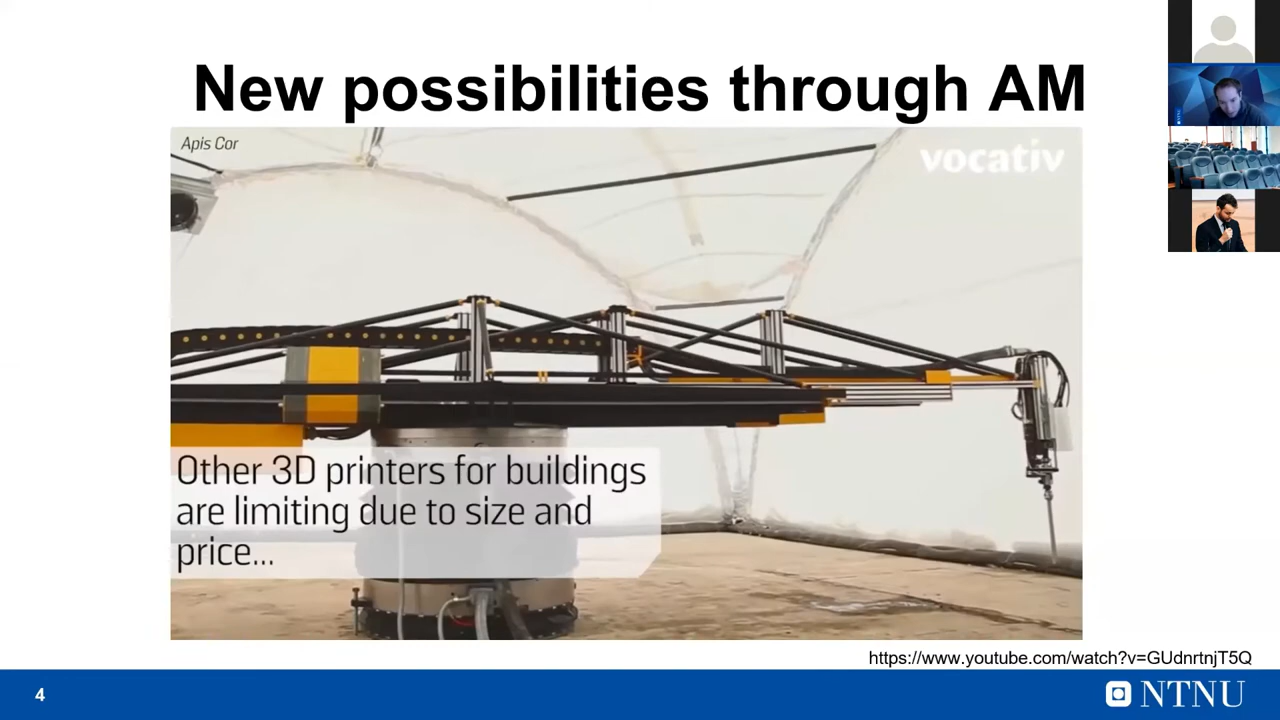 New possibilities through AM
Apis Cor
vocativ
Other 3D printers for buildings
are limiting due to size and
price...
https://www.youtube.com/watch?v=GUdnrtnjT5Q
4
NTNU